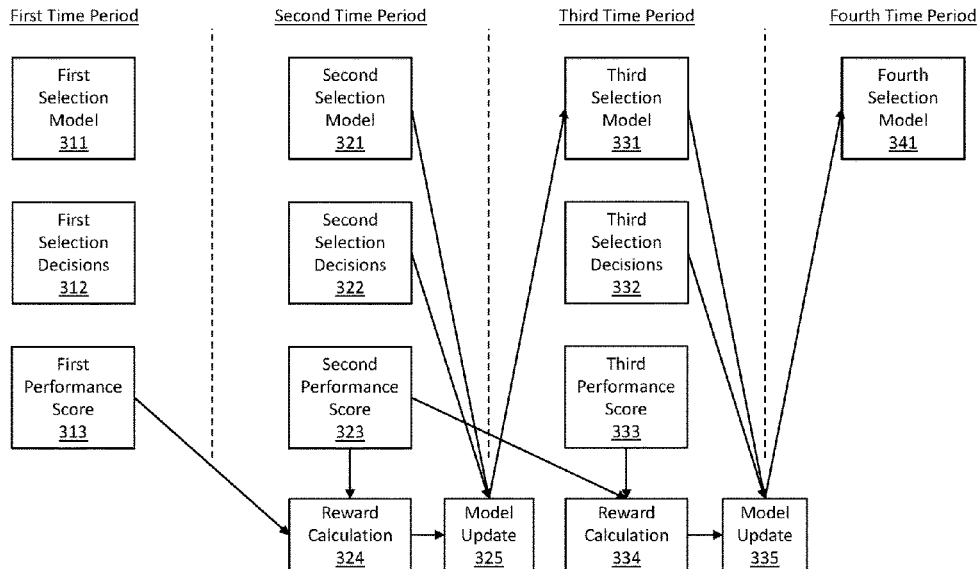 First Time Period
Second Time Period
Third Time Period
Fourth Time Period
First
Selection
Model
311
Second
Selection
Model
321
Third
Selection
Model
331
Fourth
Selection
Model
341
First
Selection
Decisions
312
Second
Selection
Decisions
322
Third
Selection
Decisions
332
First
Performance
Score
313
Second
Performance
Score
323
Third
Performance
Score
333
Reward
Calculation
324
Model
Update
325
Reward
Calculation
334
Model
Update
335